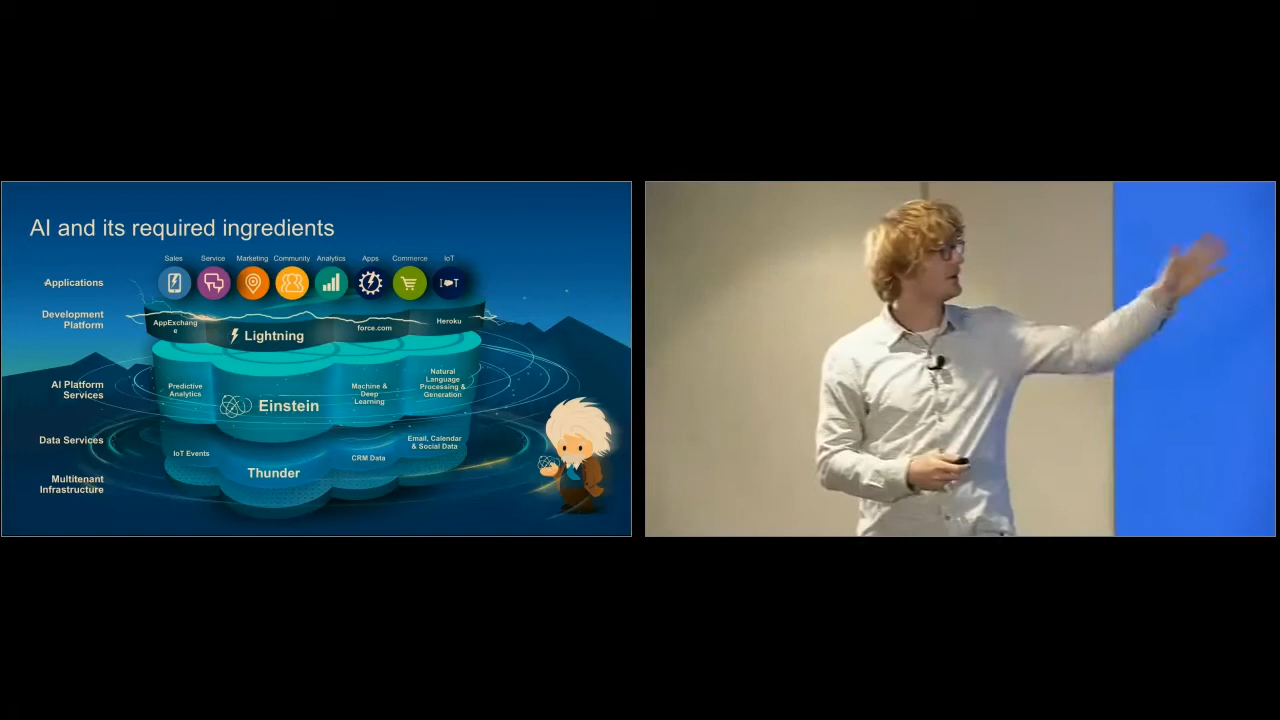 AI and its required ingredients
Sales Service Marketing Community Analytics Apps Commerce IoT
Applications
Development
Platform
AppExchang
e
Lightning
force.com
Heroku
AI Platform
Services
Predictive
Analytics
Einstein
Machine &
Deep
Learning
Natural
Language
Processing &
Generation
Data Services
IoT Events
Thunder
CRM Data
Email, Calendar
& Social Data
Multitenant
Infrastructure